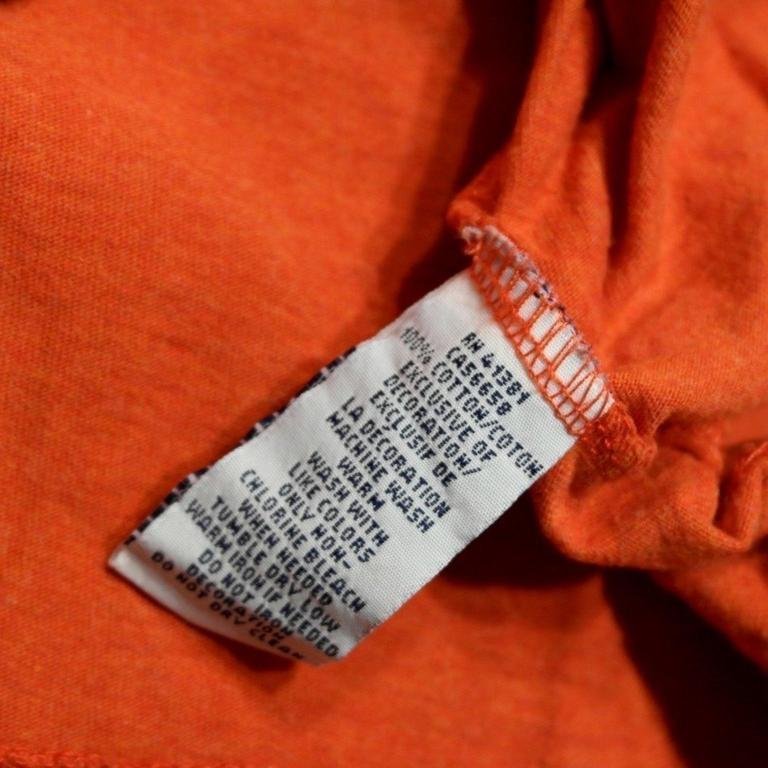 RN 41381
CA56658
100% COTTON/COTON
EXCLUSIVE OF
DECORATION/
EXCLUSIF DE
LA DECORATION
MACHINE WASH
WARM
WASH WITH
LIKE COLORS
ONLY NON-
CHLORINE BLEACH
WHEN NEEDED
TUMBLE DRY LOW
WARM IRON IF NEEDED
DO NOT IRON
DECORATION
DO NOT DRY CLEAN